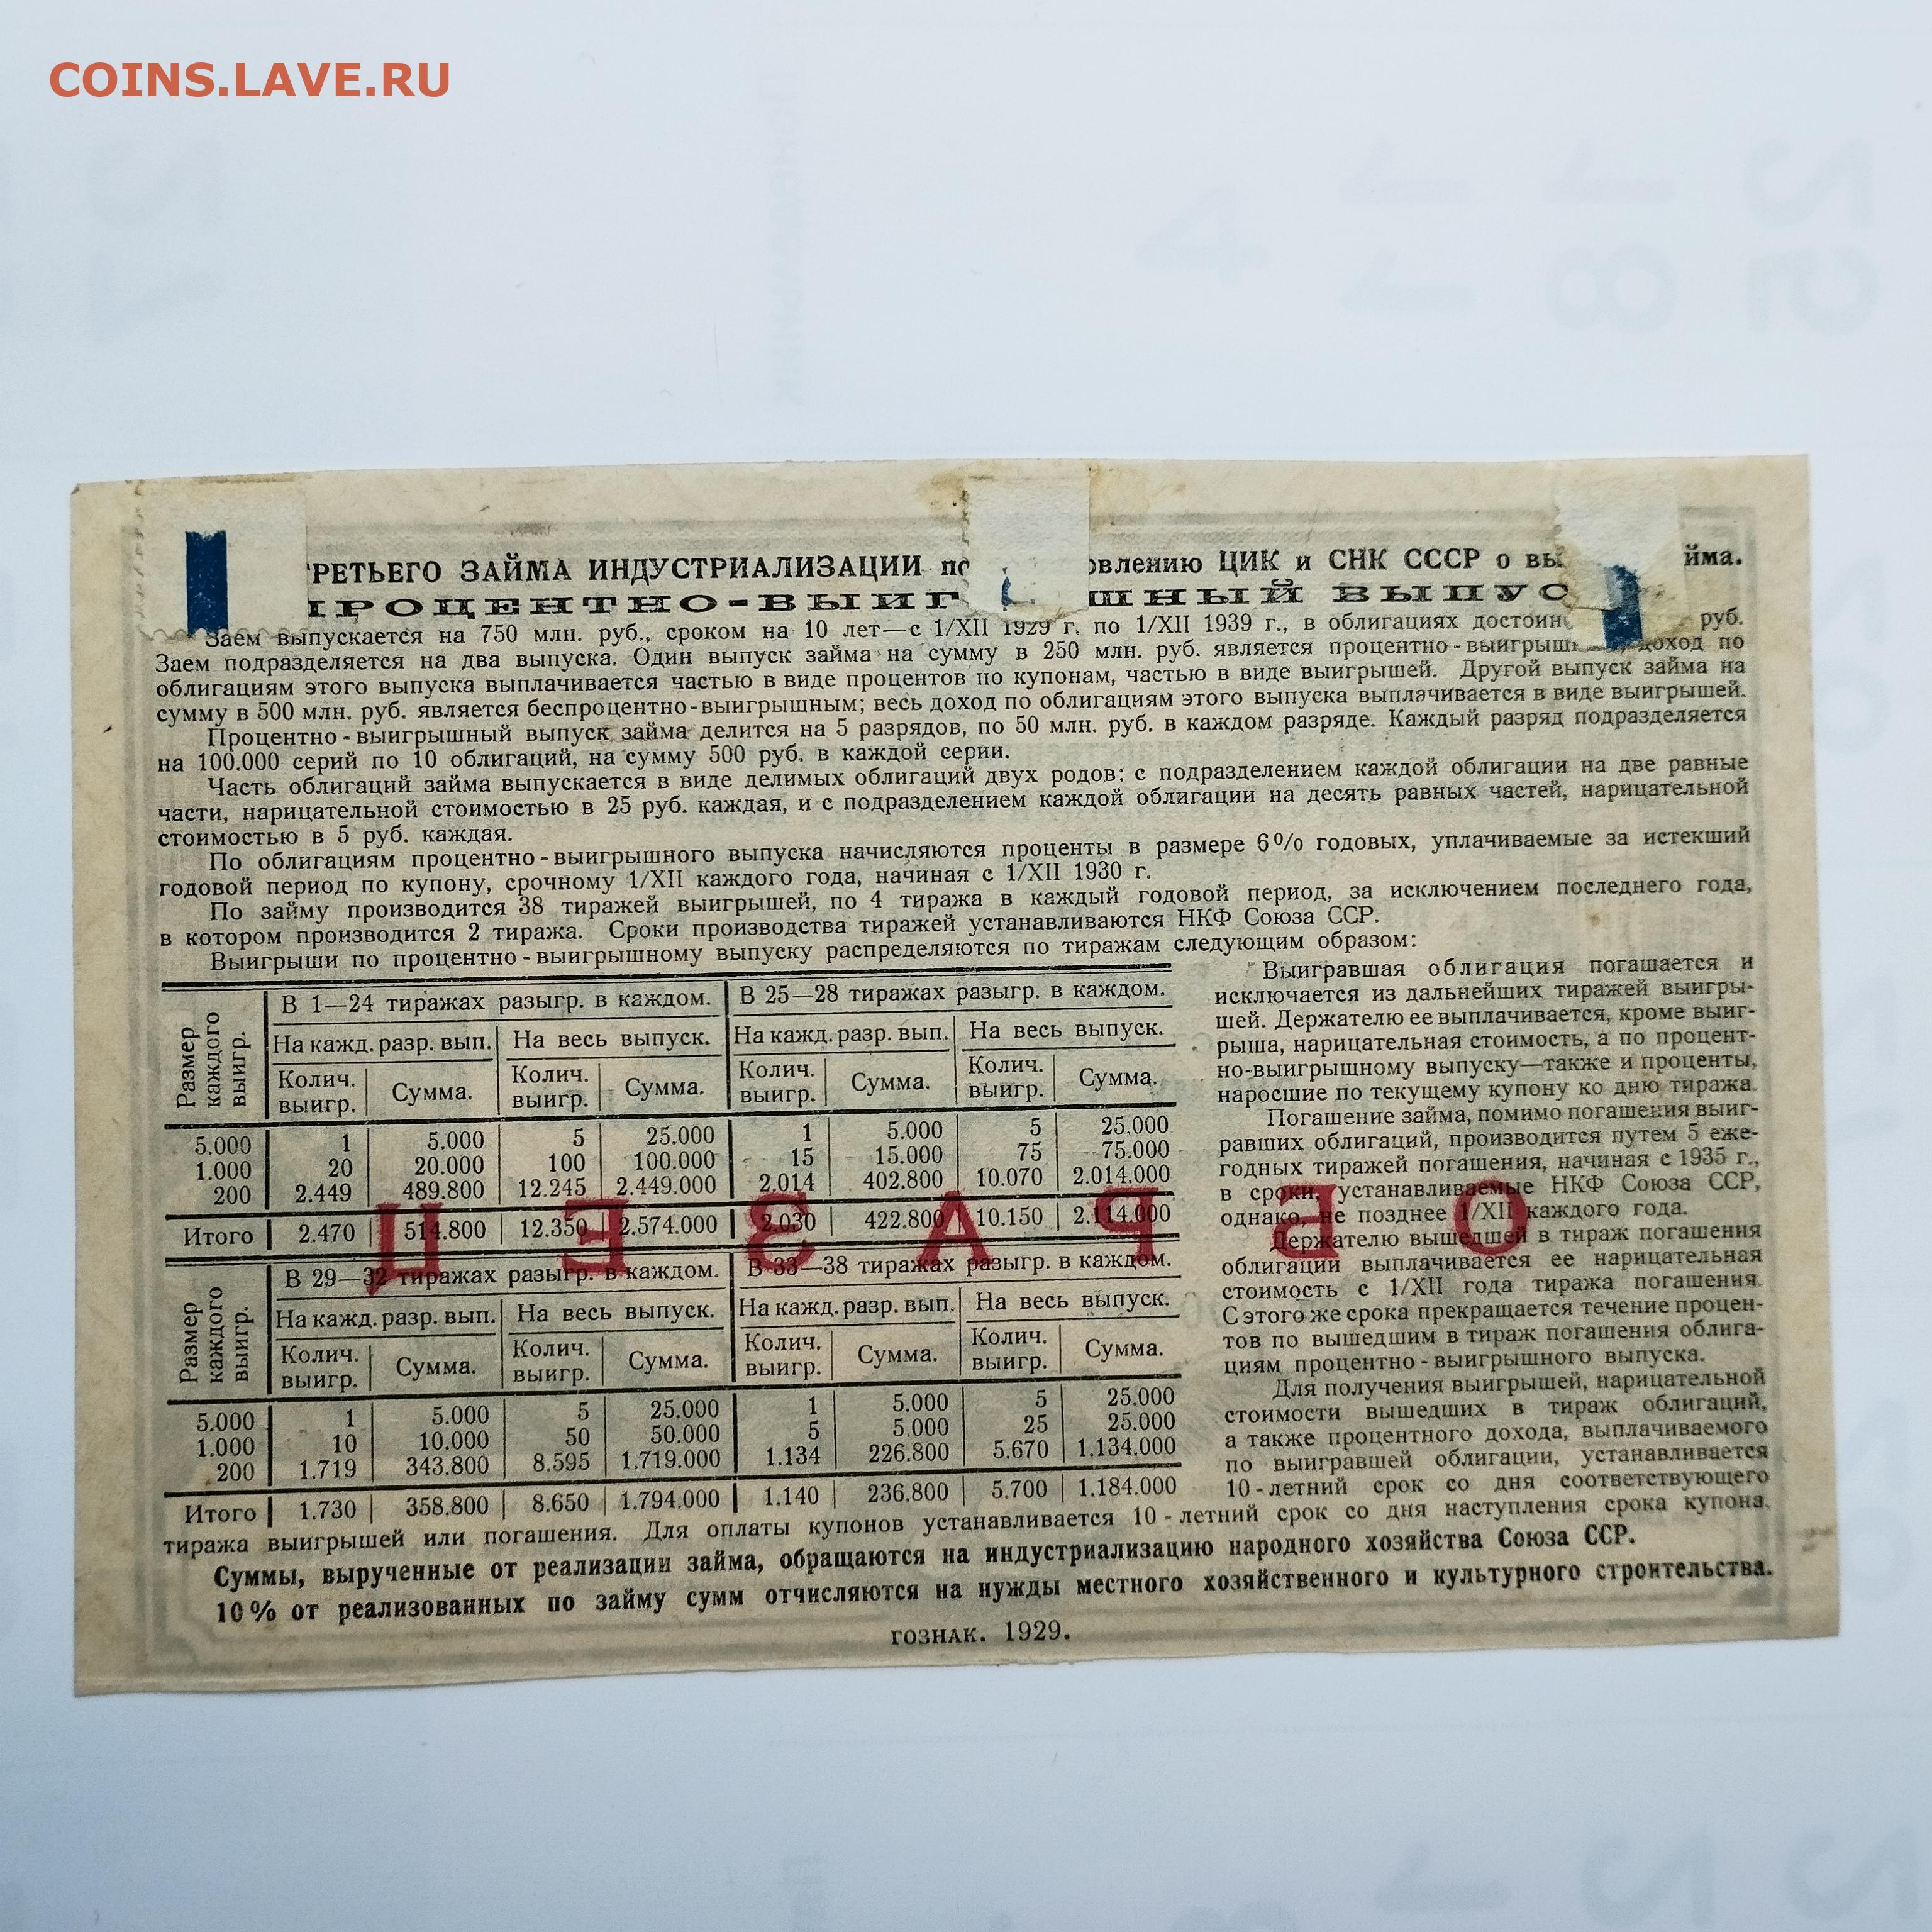 COINS.LAVE.RU
ТРЕТЬЕГО ЗАЙМА ИНДУСТРИАЛИЗАЦИИ по овлению ЦИК и СНК СССР о вы йма.
ПРОЦЕНТНО-ВЫИГ ШНЫЙ ВЫПУС
Заем выпускается на 750 млн. руб., сроком на 10 лет—с 1/XII 1929 г. по 1/XII 1939 г., в облигациях достоин руб.
Заем подразделяется на два выпуска. Один выпуск займа на сумму в 250 млн. руб. является процентно-выигрыш доход по
облигациям этого выпуска выплачивается частью в виде процентов по купонам, частью в виде выигрышей. Другой выпуск займа на
сумму в 500 млн. руб. является беспроцентно-выигрышным; весь доход по облигациям этого выпуска выплачивается в виде выигрышей.
Процентно-выигрышный выпуск займа делится на 5 разрядов, по 50 млн. руб. в каждом разряде. Каждый разряд подразделяется
на 100.000 серий по 10 облигаций, на сумму 500 руб. в каждой серии.
Часть облигаций займа выпускается в виде делимых облигаций двух родов: с подразделением каждой облигации на две равные
части, нарицательной стоимостью в 25 руб. каждая, и с подразделением каждой облигации на десять равных частей, нарицательной
стоимостью в 5 руб. каждая.
По облигациям процентно-выигрышного выпуска начисляются проценты в размере 6% годовых, уплачиваемые за истекший
годовой период по купону, срочному 1/XII каждого года, начиная с 1/XII 1930 г.
По займу производится 38 тиражей выигрышей, по 4 тиража в каждый годовой период, за исключением последнего года,
в котором производится 2 тиража. Сроки производства тиражей устанавливаются НКФ Союза ССР.
Выигрыши по процентно-выигрышному выпуску распределяются по тиражам следующим образом:
Размер каждого выигр.
В 1—24 тиражах разыгр. в каждом. В 25—28 тиражах разыгр. в каждом.
На кажд. разр. вып. На весь выпуск. На кажд. разр. вып. На весь выпуск.
Колич. выигр. Сумма. Колич. выигр. Сумма. Колич. выигр. Сумма. Колич. выигр. Сумма.
5.000 1 5.000 5 25.000 1 5.000 5 25.000
1.000 20 20.000 100 100.000 15 15.000 75 75.000
200 2.449 489.800 12.245 2.449.000 2.014 402.800 10.070 2.014.000
Итого 2.470 514.800 12.350 2.574.000 2.030 422.800 10.150 2.114.000
Размер каждого выигр.
В 29—32 тиражах разыгр. в каждом. В 33—38 тиражах разыгр. в каждом.
На кажд. разр. вып. На весь выпуск. На кажд. разр. вып. На весь выпуск.
Колич. выигр. Сумма. Колич. выигр. Сумма. Колич. выигр. Сумма. Колич. выигр. Сумма.
5.000 1 5.000 5 25.000 1 5.000 5 25.000
1.000 10 10.000 50 50.000 5 5.000 25 25.000
200 1.719 343.800 8.595 1.719.000 1.134 226.800 5.670 1.134.000
Итого 1.730 358.800 8.650 1.794.000 1.140 236.800 5.700 1.184.000
Выигравшая облигация погашается и
исключается из дальнейших тиражей выигры-
шей. Держателю ее выплачивается, кроме выиг-
рыша, нарицательная стоимость, а по процент-
но-выигрышному выпуску—также и проценты,
наросшие по текущему купону ко дню тиража.
Погашение займа, помимо погашения выиг-
равших облигаций, производится путем 5 еже-
годных тиражей погашения, начиная с 1935 г.,
в сроки, устанавливаемые НКФ Союза ССР,
однако, не позднее 1/XII каждого года.
Держателю вышедшей в тираж погашения
облигации выплачивается ее нарицательная
стоимость с 1/XII года тиража погашения.
С этого же срока прекращается течение процен-
тов по вышедшим в тираж погашения облига-
циям процентно-выигрышного выпуска.
Для получения выигрышей, нарицательной
стоимости вышедших в тираж облигаций,
а также процентного дохода, выплачиваемого
по выигравшей облигации, устанавливается
10-летний срок со дня соответствующего
тиража выигрышей или погашения. Для оплаты купонов устанавливается 10-летний срок со дня наступления срока купона.
Суммы, вырученные от реализации займа, обращаются на индустриализацию народного хозяйства Союза ССР.
10% от реализованных по займу сумм отчисляются на нужды местного хозяйственного и культурного строительства.
ГОЗНАК. 1929.
ОБРАЗЕЦ